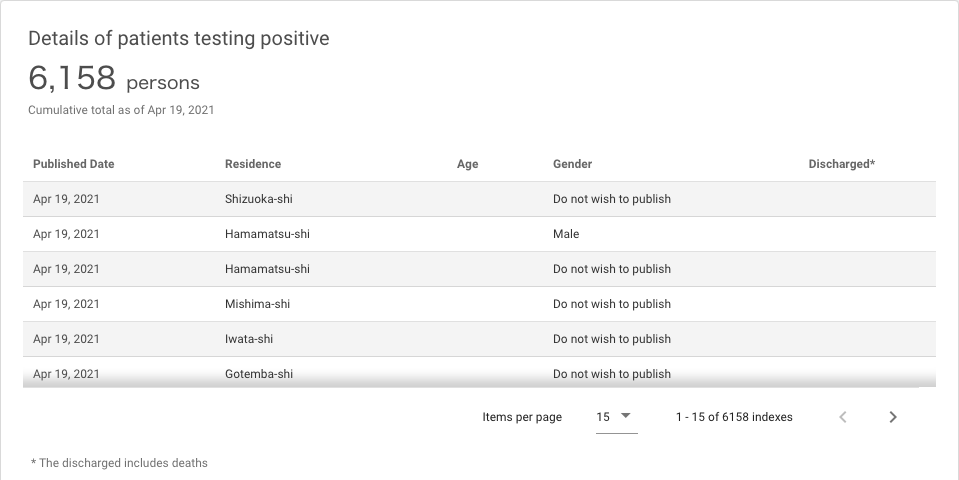 Details of patients testing positive
6,158 persons
Cumulative total as of Apr 19, 2021
Published Date Residence Age Gender Discharged*
Apr 19, 2021 Shizuoka-shi Do not wish to publish
Apr 19, 2021 Hamamatsu-shi Male
Apr 19, 2021 Hamamatsu-shi Do not wish to publish
Apr 19, 2021 Mishima-shi Do not wish to publish
Apr 19, 2021 Iwata-shi Do not wish to publish
Apr 19, 2021 Gotemba-shi Do not wish to publish
Items per page 15 1 - 15 of 6158 indexes
* The discharged includes deaths